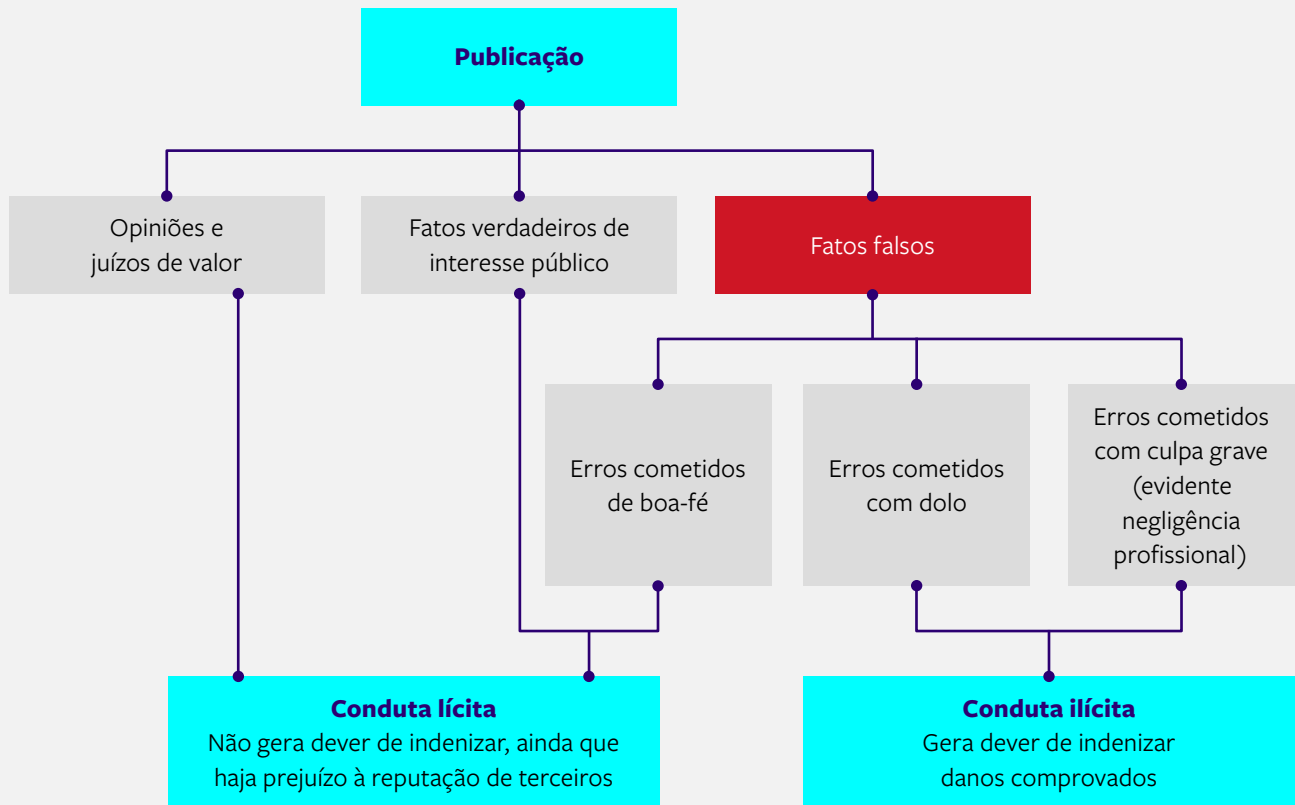 Publicação
Opiniões e
juízos de valor
Fatos verdadeiros de
interesse público
Fatos falsos
Erros cometidos
de boa-fé
Erros cometidos
com dolo
Erros cometidos
com culpa grave
(evidente
negligência
profissional)
Conduta lícita
Não gera dever de indenizar, ainda que
haja prejuízo à reputação de terceiros
Conduta ilícita
Gera dever de indenizar
danos comprovados